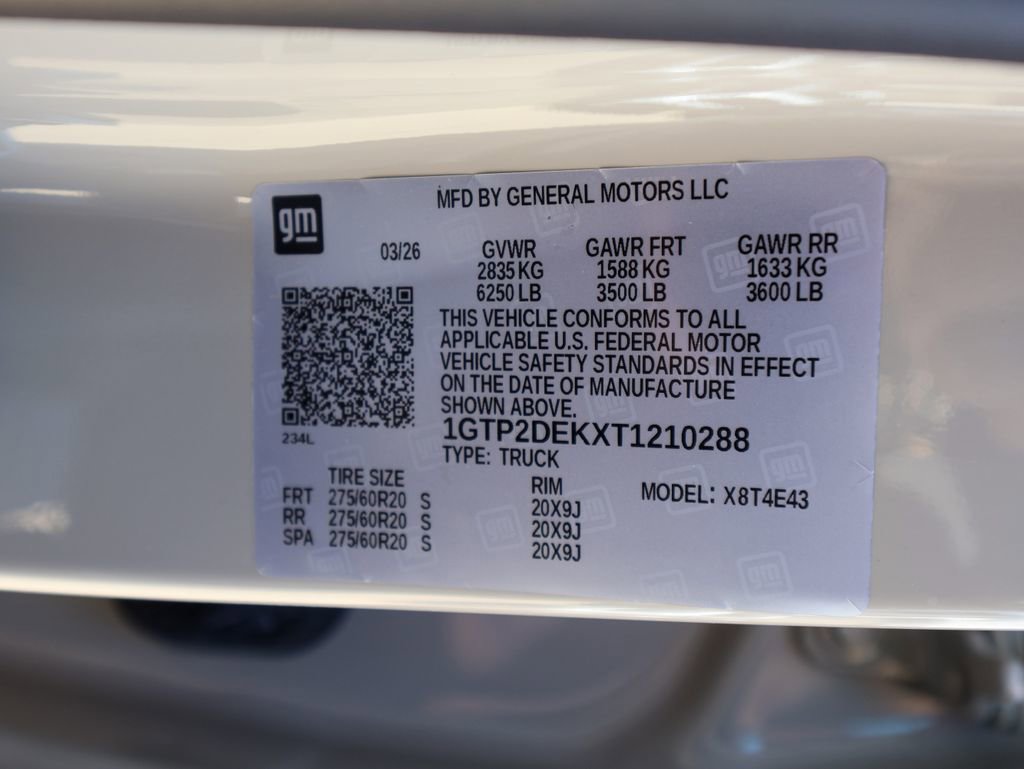 gm
MFD BY GENERAL MOTORS LLC
03/26 GVWR GAWR FRT GAWR RR
2835 KG 1588 KG 1633 KG
6250 LB 3500 LB 3600 LB
THIS VEHICLE CONFORMS TO ALL
APPLICABLE U.S. FEDERAL MOTOR
VEHICLE SAFETY STANDARDS IN EFFECT
ON THE DATE OF MANUFACTURE
SHOWN ABOVE.
234L
1GTP2DEKXT1210288
TYPE: TRUCK
TIRE SIZE RIM MODEL: X8T4E43
FRT 275/60R20 S 20X9J
RR 275/60R20 S 20X9J
SPA 275/60R20 S 20X9J